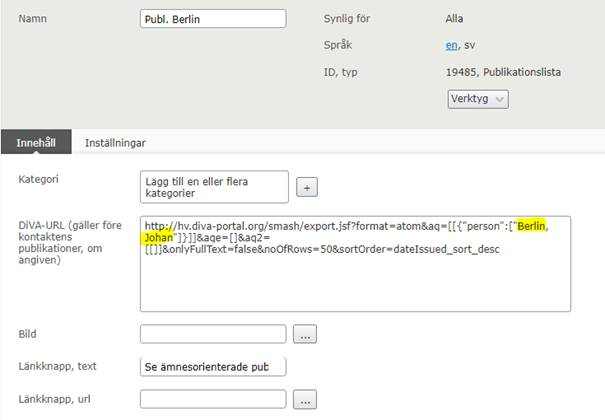 Namn
Publ. Berlin
Synlig för
Alla
Språk
en, sv
ID, typ
19485, Publikationslista
Verktyg
Innehåll
Inställningar
Kategori
Lägg till en eller flera
kategorier
+
DiVA-URL (gäller före
kontaktens
publikationer, om
angiven)
http://hv.diva-portal.org/smash/export.jsf?format=atom&aq=[[{"person":["Berlin,
Johan"]}]]&aqe=[]&aq2=
[[]]&onlyFullText=false&noOfRows=50&sortOrder=dateIssued_sort_desc
Bild
...
Länkknapp, text
Se ämnesorienterade pub
Länkknapp, url
...